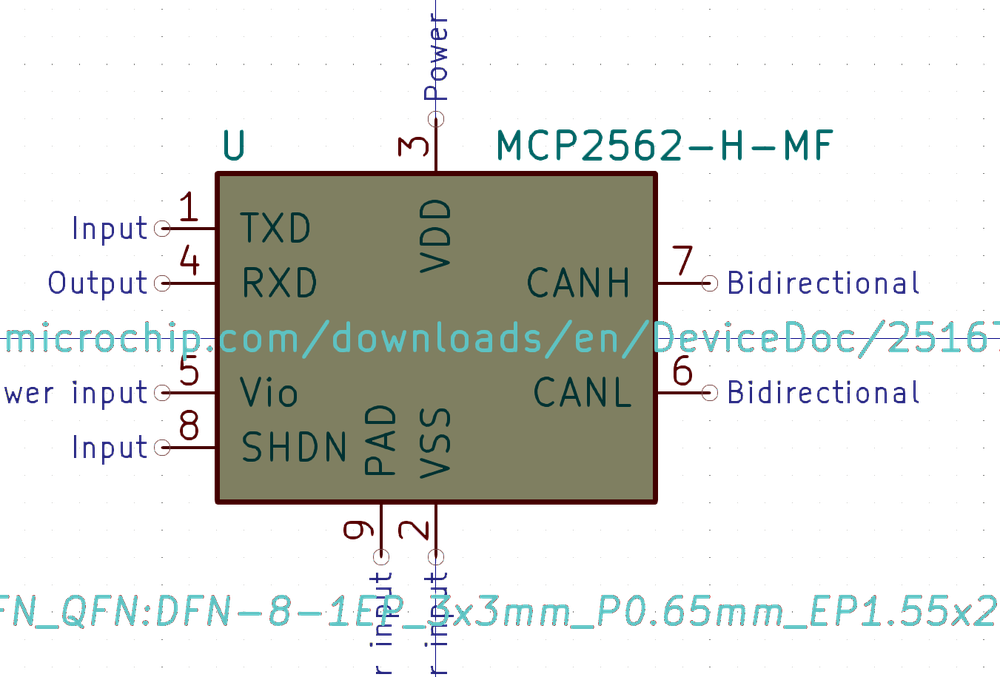 Power
U
3
MCP2562-H-MF
Input
1
TXD
VDD
Output
4
RXD
CANH
7
Bidirectional
microchip.com/downloads/en/DeviceDoc/25167
wer input
5
Vio
CANL
6
Bidirectional
Input
8
SHDN
PAD
VSS
9
2
FN_QFN:DFN-8-1EP_3x3mm_P0.65mm_EP1.55x2
r input
r input